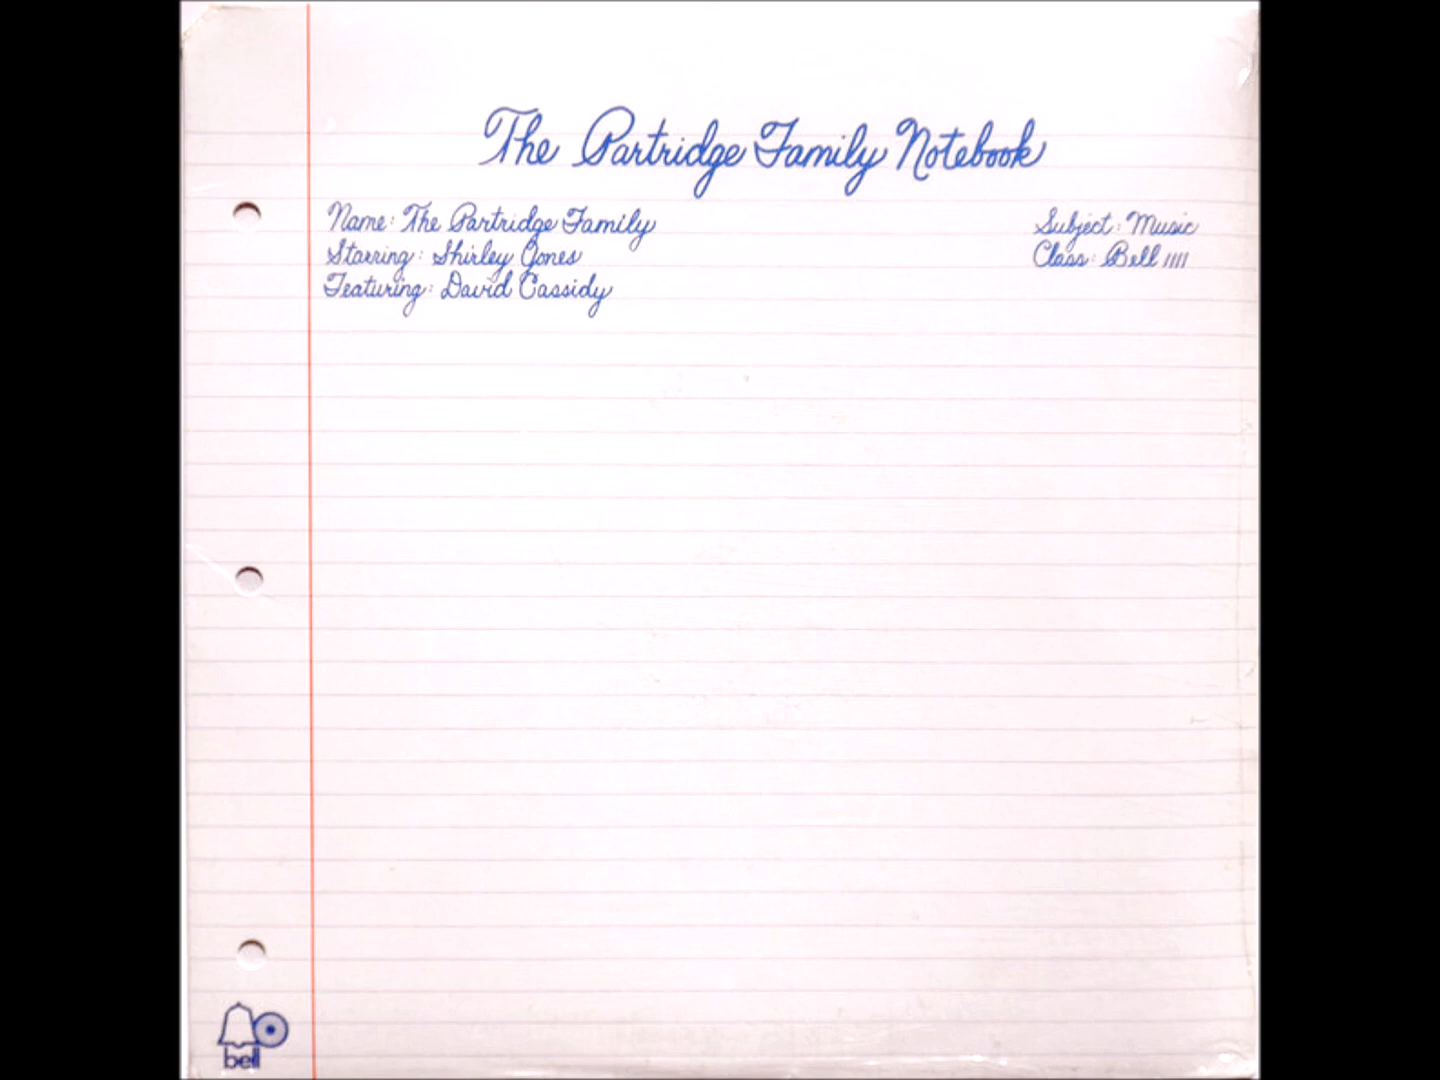 The Partridge Family Notebook
Name: The Partridge Family
Subject: Music
Starring: Shirley Jones
Class: Bell 1111
Featuring: David Cassidy
bell